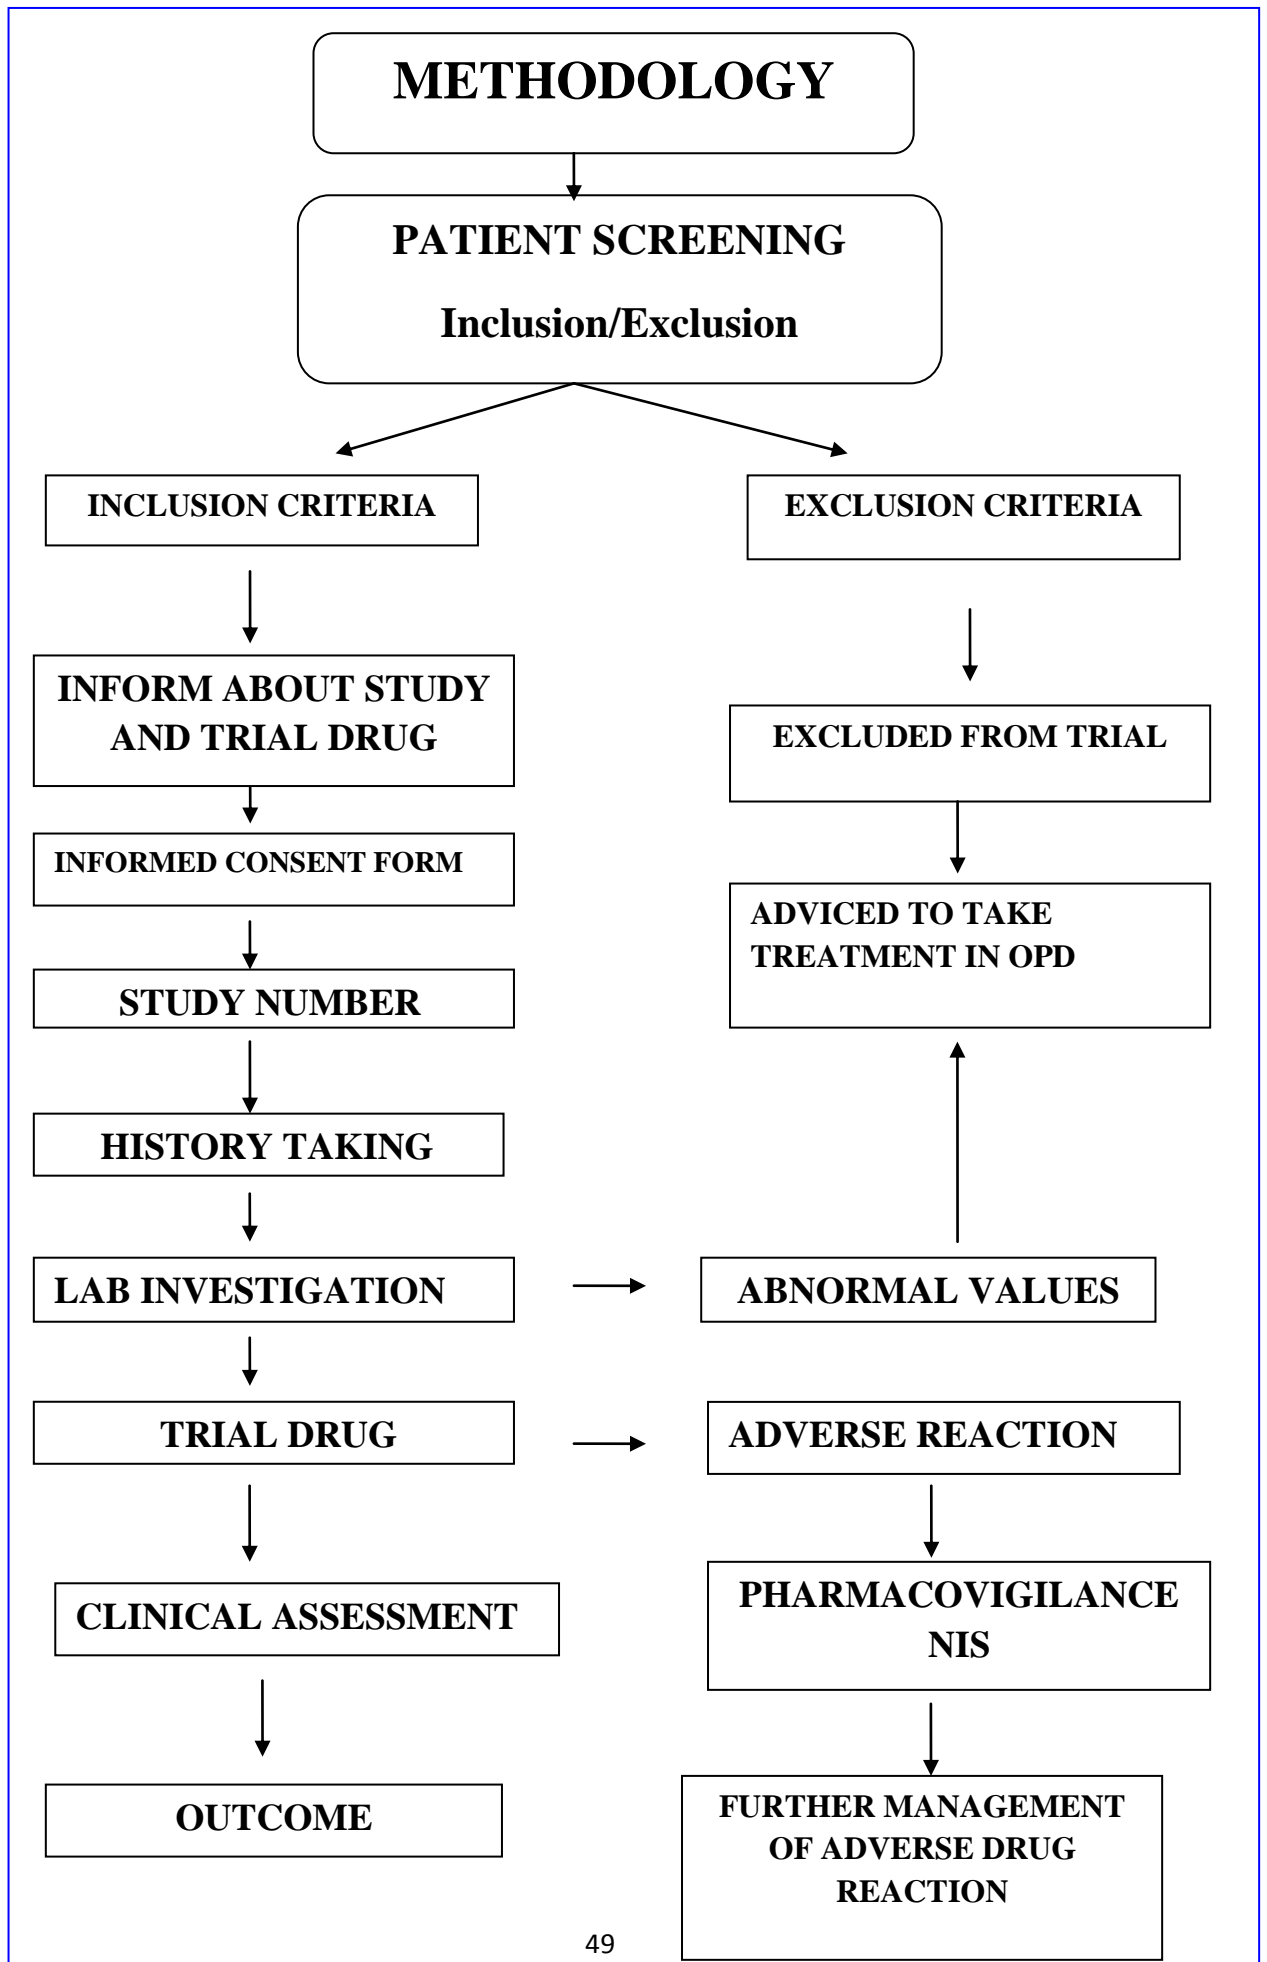 METHODOLOGY
PATIENT SCREENING
Inclusion/Exclusion
INCLUSION CRITERIA
EXCLUSION CRITERIA
INFORM ABOUT STUDY
AND TRIAL DRUG
EXCLUDED FROM TRIAL
INFORMED CONSENT FORM
ADVICED TO TAKE
TREATMENT IN OPD
STUDY NUMBER
HISTORY TAKING
LAB INVESTIGATION
ABNORMAL VALUES
TRIAL DRUG
ADVERSE REACTION
CLINICAL ASSESSMENT
PHARMACOVIGILANCE
NIS
OUTCOME
FURTHER MANAGEMENT
OF ADVERSE DRUG
REACTION
49